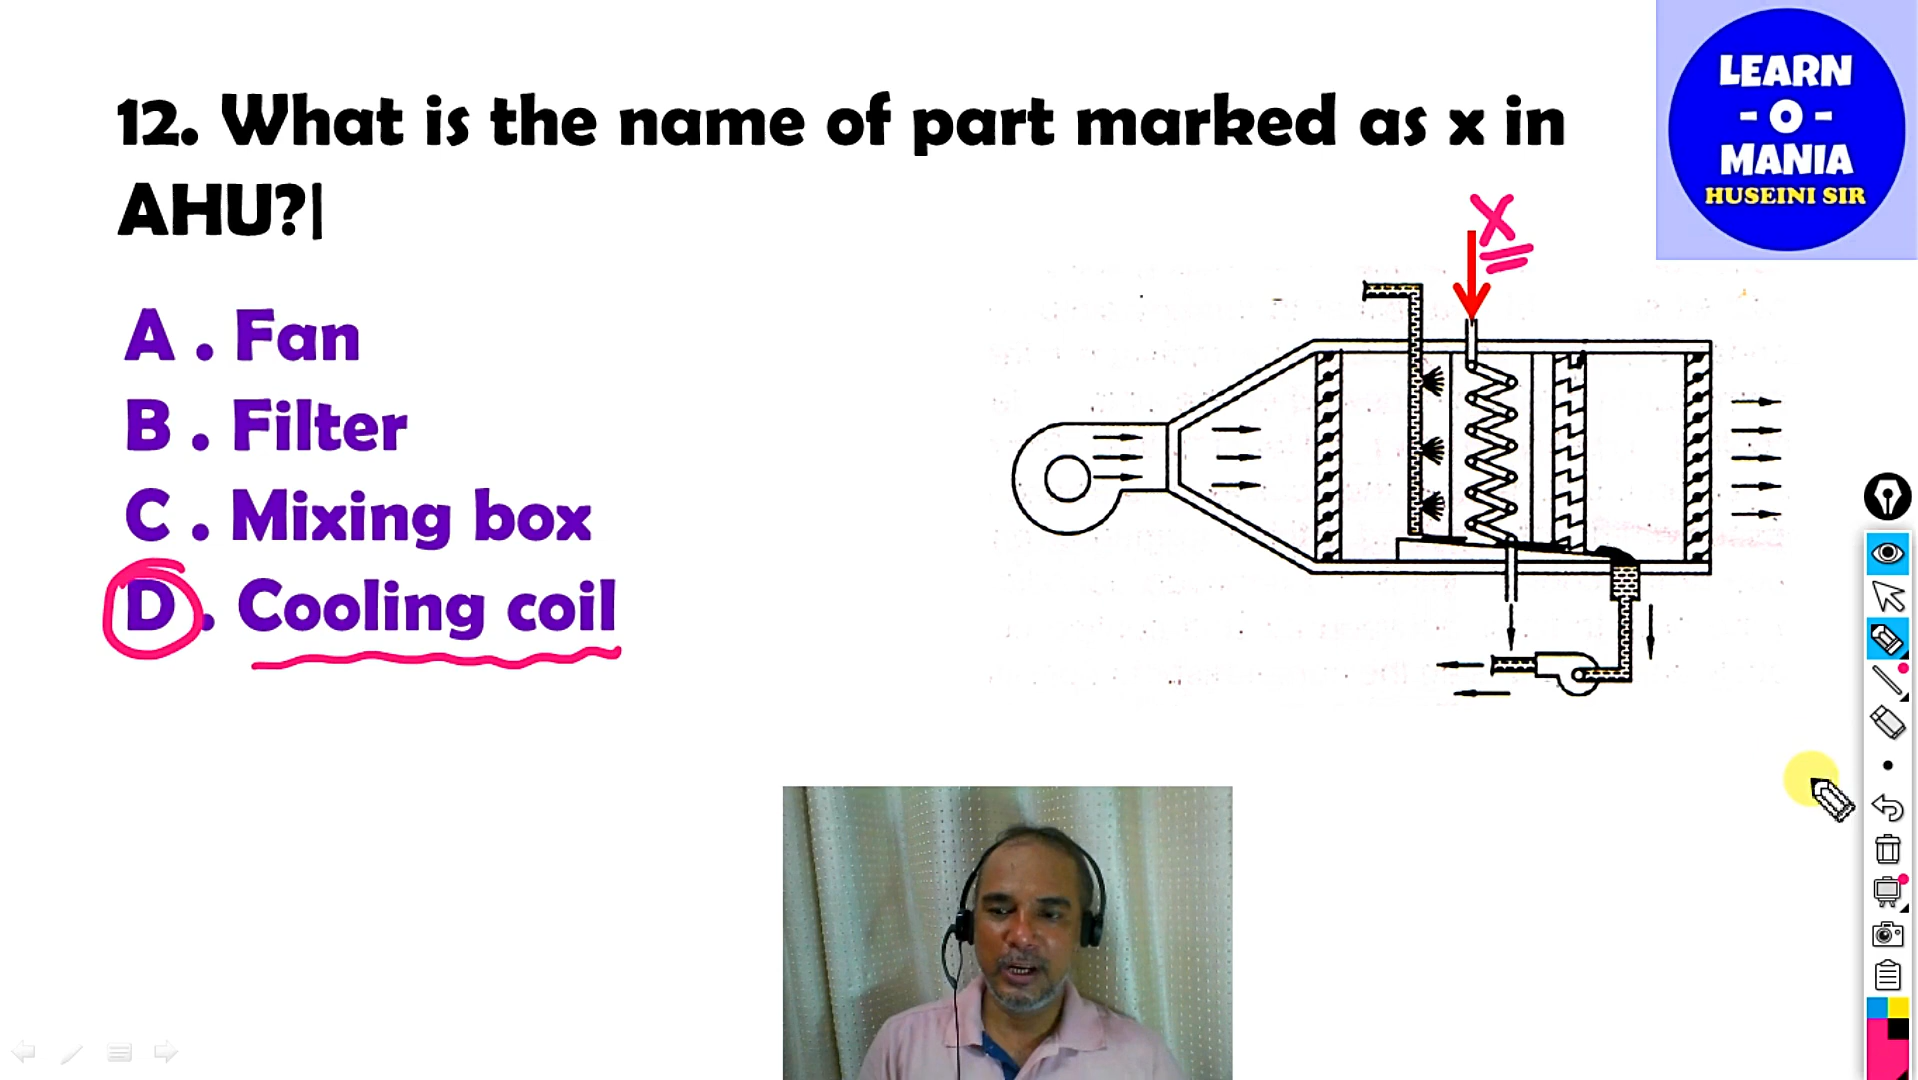 12. What is the name of part marked as x in
AHU?
A . Fan
B . Filter
C . Mixing box
D . Cooling coil
X
LEARN
- O -
MANIA
HUSEINI SIR